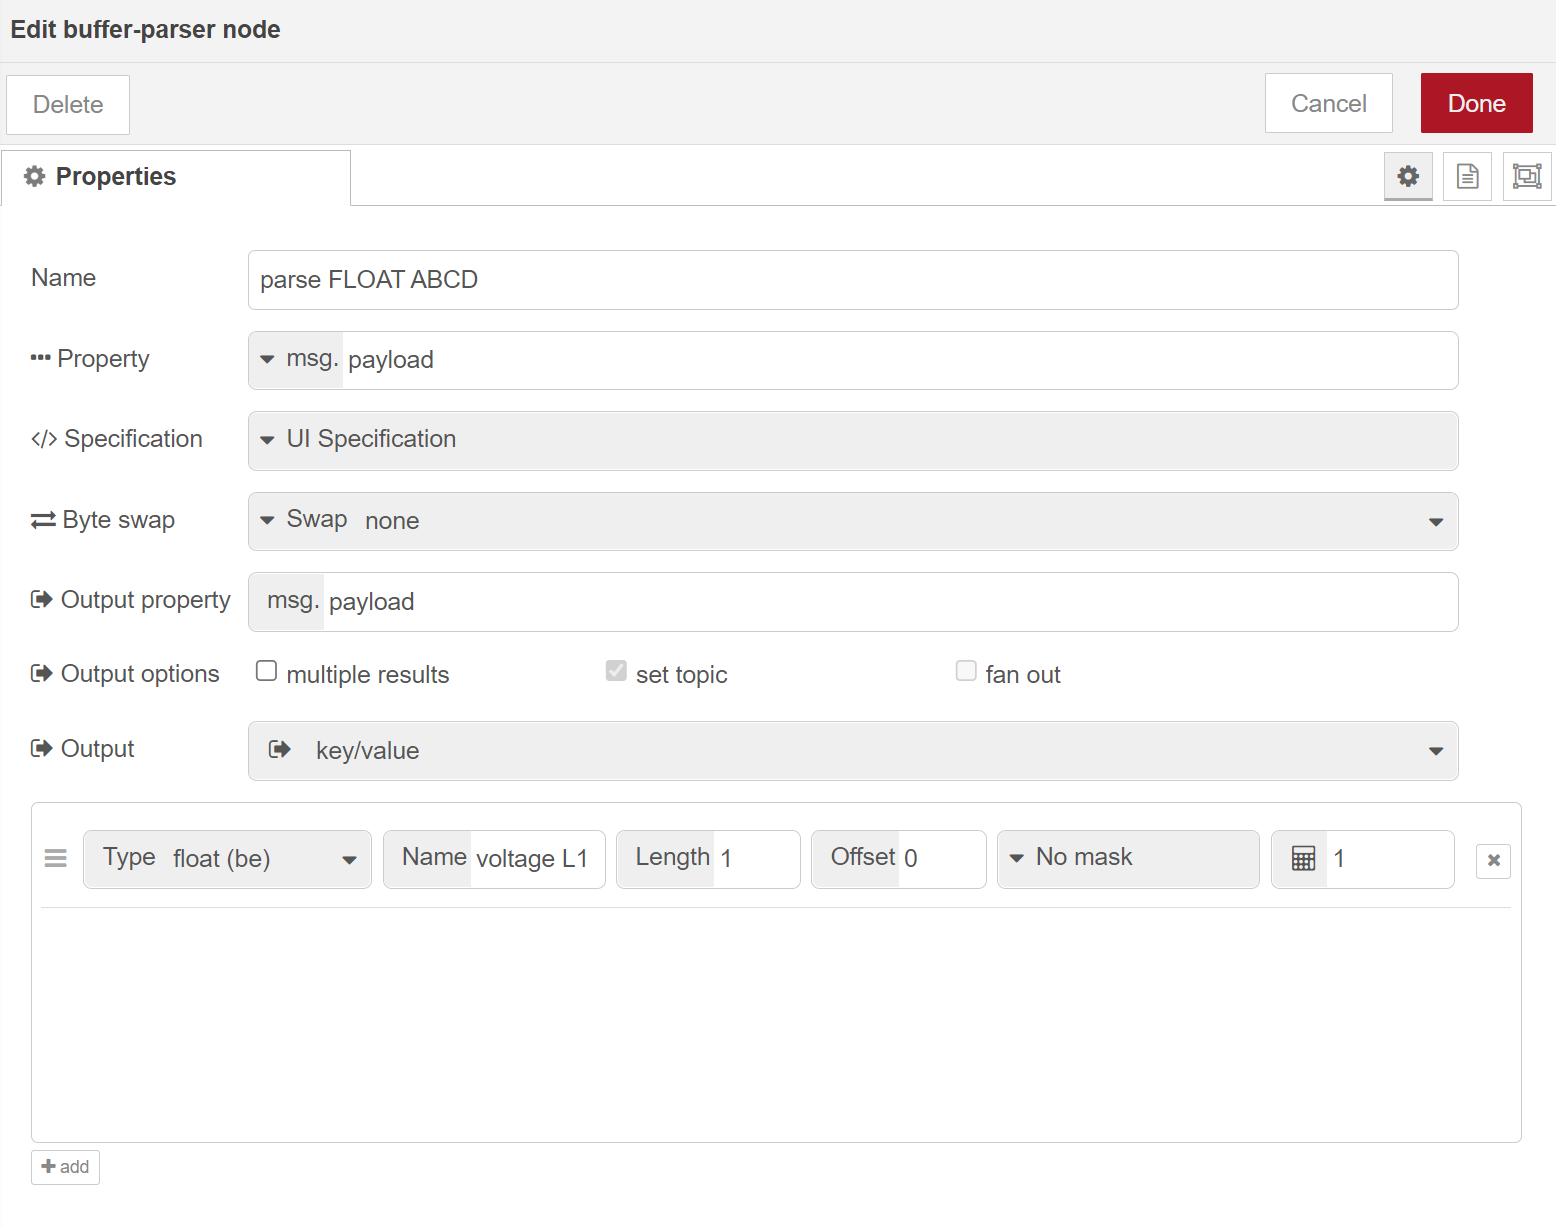 Edit buffer-parser node
Delete
Cancel
Done
Properties
Name
parse FLOAT ABCD
Property
msg. payload
Specification
UI Specification
Byte swap
Swap none
Output property
msg. payload
Output options
multiple results
set topic
fan out
Output
key/value
Type float (be)
Name voltage L1
Length 1
Offset 0
No mask
1
add